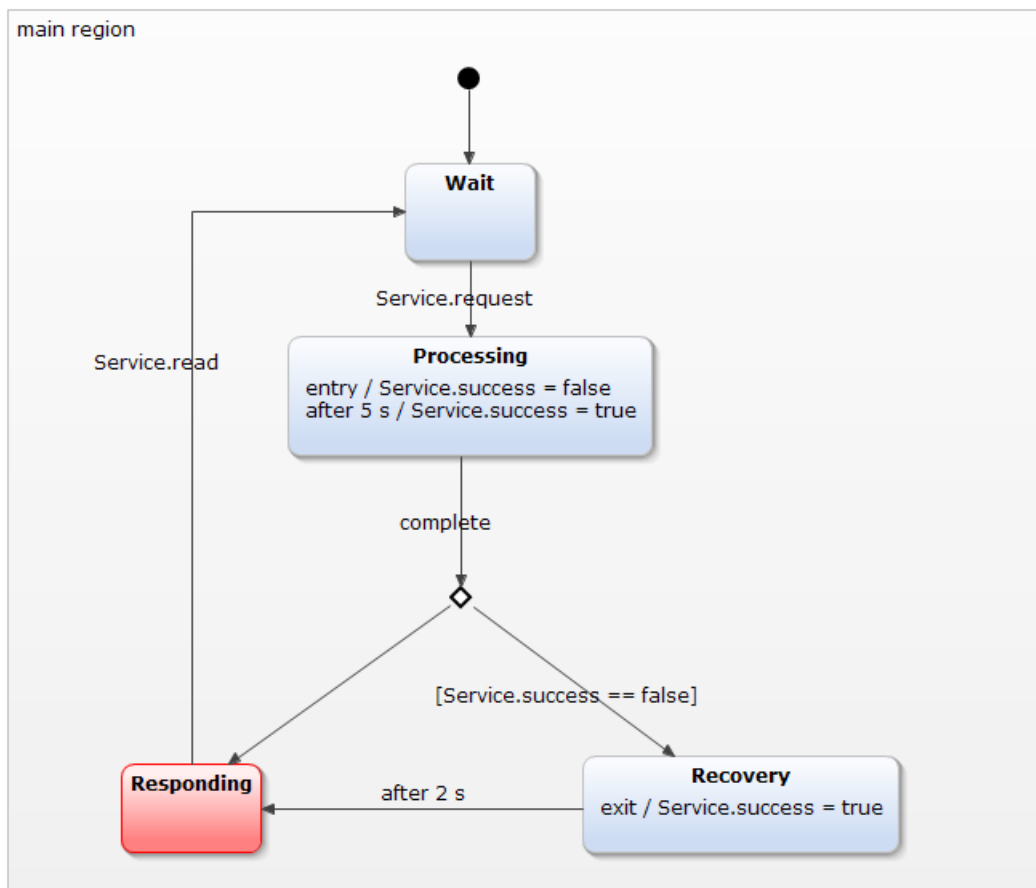 main region
Wait
Service.request
Processing
entry / Service.success = false
after 5 s / Service.success = true
Service.read
complete
[Service.success == false]
Responding
after 2 s
Recovery
exit / Service.success = true